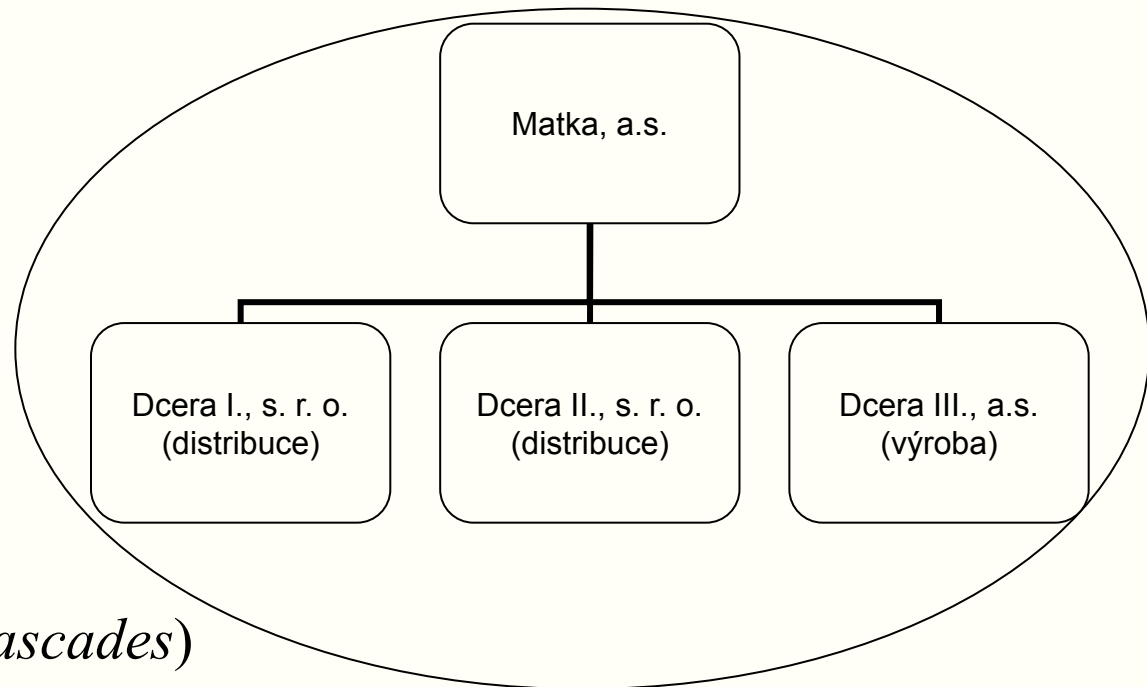 Matka, a.s.
Dcera I., s. r. o.
(distribuce)
Dcera II., s. r. o.
(distribuce)
Dcera III., a.s.
(výroba)
ascades)